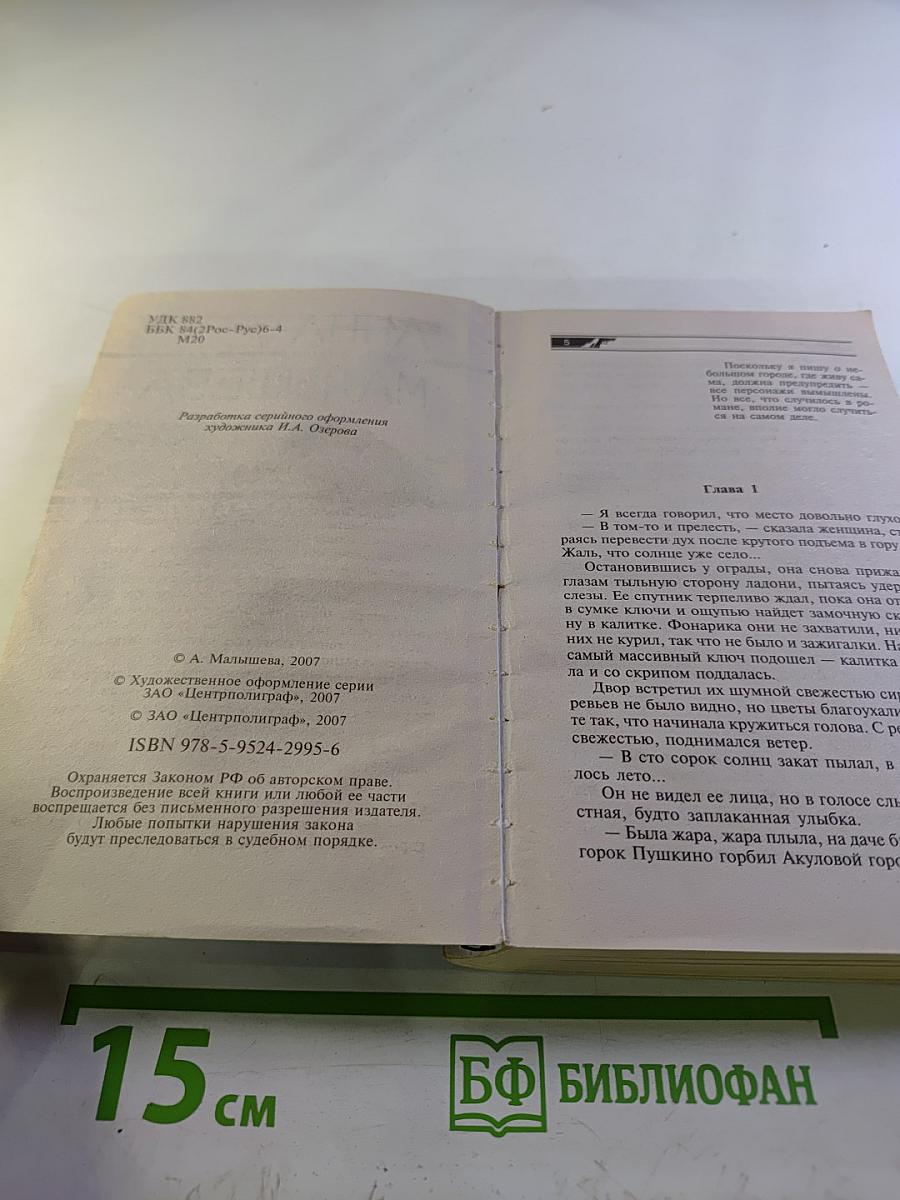 УДК 882
ББК 84(2Рос-Рус)6-4
М20
Разработка серийного оформления
художника И.А. Озерова
© А. Малышева, 2007
© Художественное оформление серии
ЗАО «Центрполиграф», 2007
© ЗАО «Центрполиграф», 2007
ISBN 978-5-9524-2995-6
Охраняется Законом РФ об авторском праве.
Воспроизведение всей книги или любой ее части
воспрещается без письменного разрешения издателя.
Любые попытки нарушения закона
будут преследоваться в судебном порядке.
5
Поскольку я пишу о не-
большом городе, где живу са-
ма, должна предупредить —
все персонажи вымышлены.
Но все, что случилось в ро-
мане, вполне могло случить-
ся на самом деле.
Глава 1
— Я всегда говорил, что место довольно глухо
— В том-то и прелесть, — сказала женщина, ст
раясь перевести дух после крутого подъема в гору
Жаль, что солнце уже село...
Остановившись у ограды, она снова прижа
глазам тыльную сторону ладони, пытаясь удер
слезы. Ее спутник терпеливо ждал, пока она от
в сумке ключи и ощупью найдет замочную ск
ну в калитке. Фонарика они не захватили, ни
них не курил, так что не было и зажигалки. На
самый массивный ключ подошел — калитка
ла и со скрипом поддалась.
Двор встретил их шумной свежестью сир
ревьев не было видно, но цветы благоухали
те так, что начинала кружиться голова. С ре
свежестью, поднимался ветер.
— В сто сорок солнц закат пылал, в
лось лето...
Он не видел ее лица, но в голосе слы
стная, будто заплаканная улыбка.
— Была жара, жара плыла, на даче б
горок Пушкино горбил Акуловой горо
15 см
БФ БИБЛИОФАН